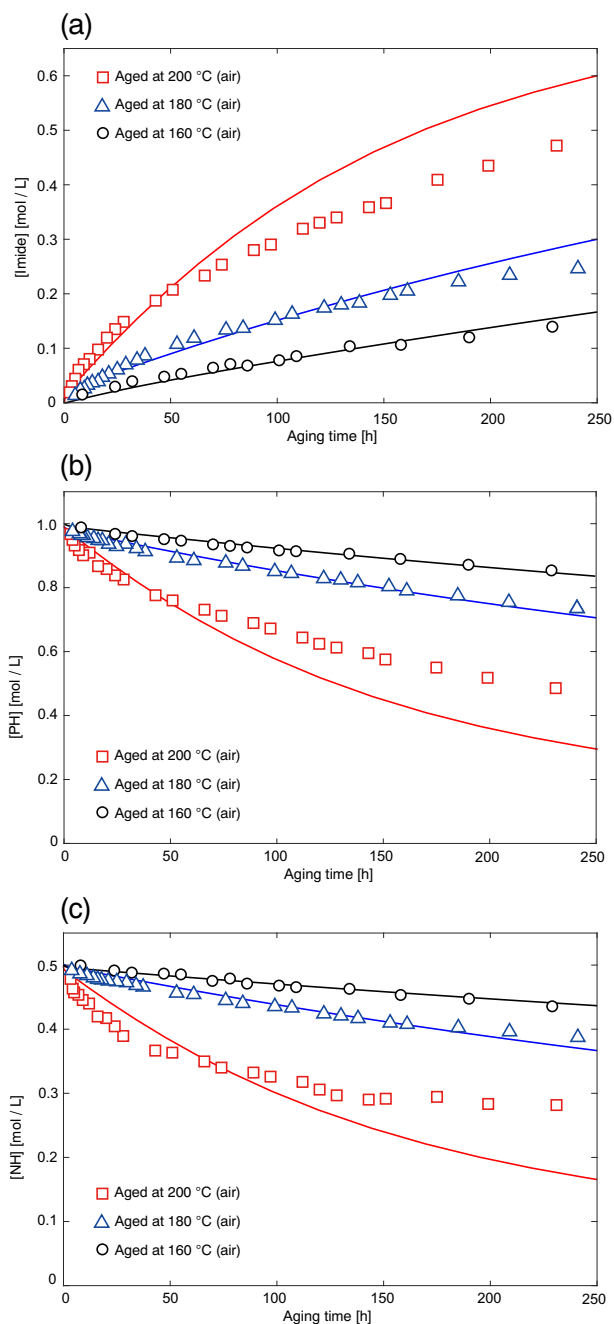 (a)
0.6
0.5
0.4
0.3
0.2
0.1
0
[Imide] [mol / L]
Aged at 200 °C (air)
Aged at 180 °C (air)
Aged at 160 °C (air)
0 50 100 150 200 250
Aging time [h]
(b)
1.0
0.8
0.6
0.4
0.2
0
[PH] [mol / L]
Aged at 200 °C (air)
Aged at 180 °C (air)
Aged at 160 °C (air)
0 50 100 150 200 250
Aging time [h]
(c)
0.5
0.4
0.3
0.2
0.1
0
[NH] [mol / L]
Aged at 200 °C (air)
Aged at 180 °C (air)
Aged at 160 °C (air)
0 50 100 150 200 250
Aging time [h]